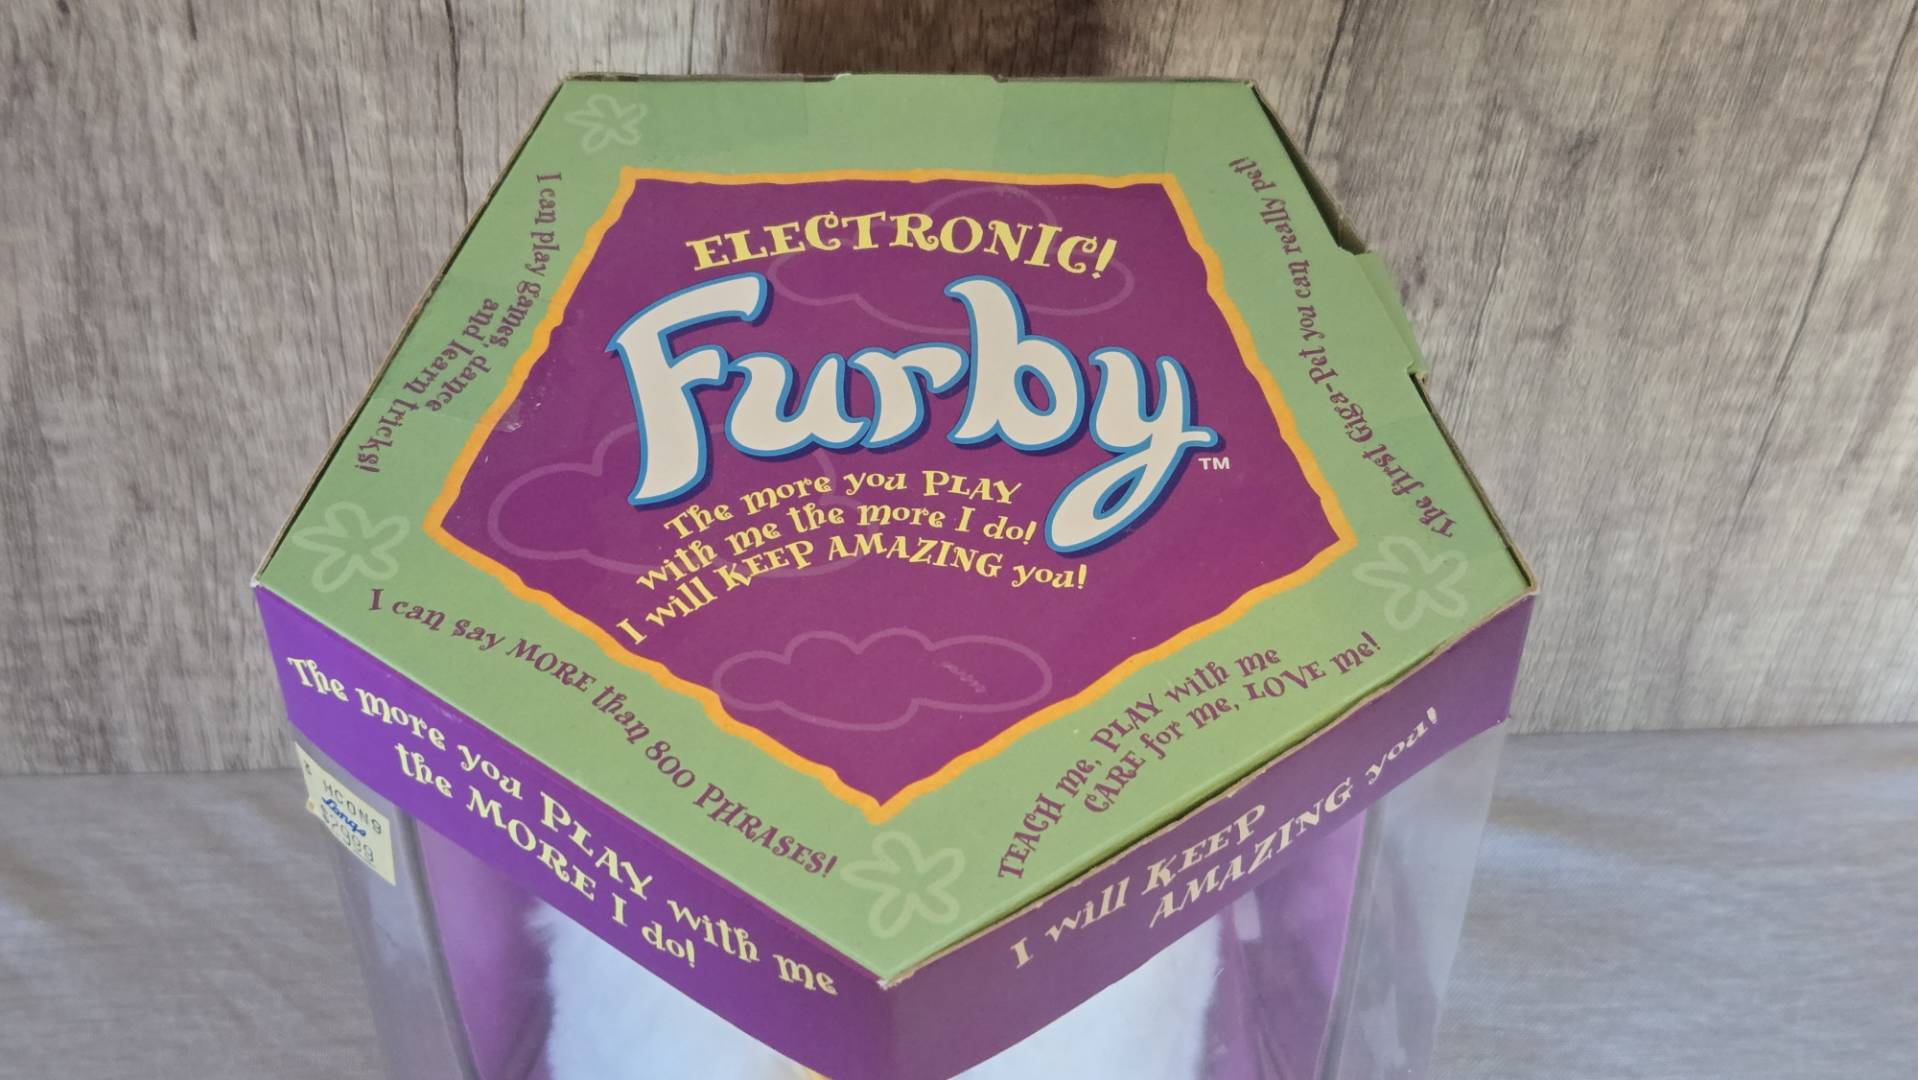 ELECTRONIC!
Furby™
The more you PLAY
with me the more I do!
I will KEEP AMAZING you!
I can play games, dance
and learn tricks!
The first Giga-Pet you can really pet!
I can say MORE than 800 PHRASES!
TEACH me, PLAY with me
CARE for me, LOVE me!
The more you PLAY with me
the MORE I do!
I will KEEP
AMAZING you!
Longs